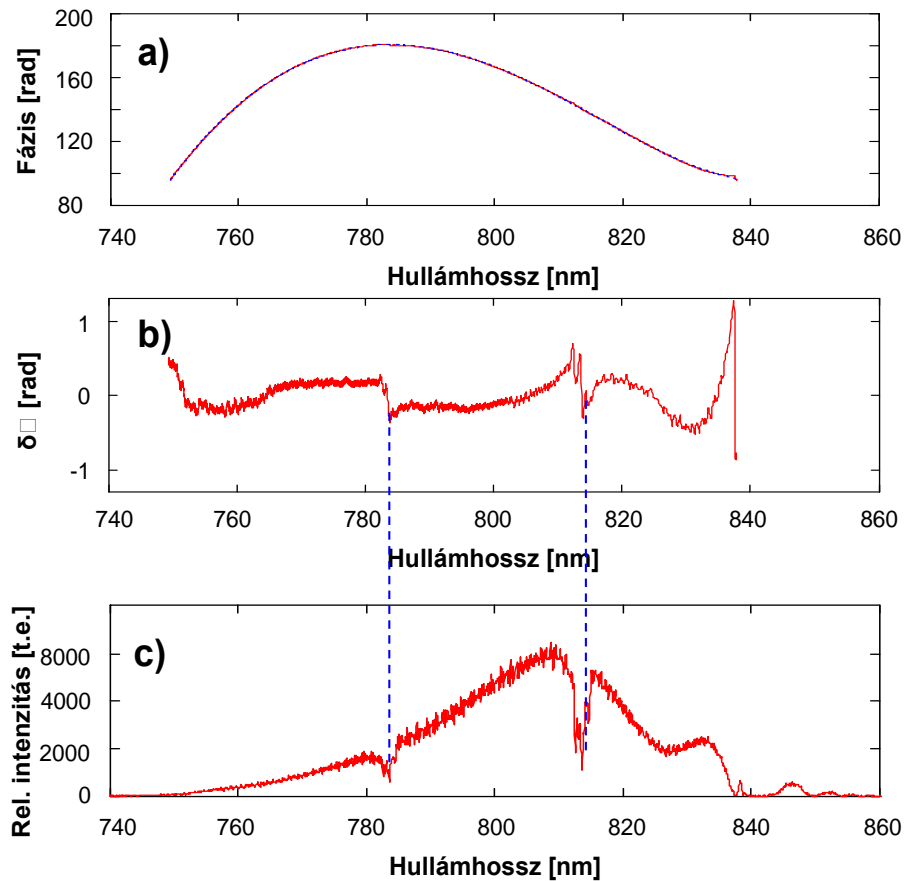 200
160
120
80
Fázis [rad]
a)
740 760 780 800 820 840 860
Hullámhossz [nm]
1
0
-1
δ□ [rad]
b)
740 760 780 800 820 840 860
Hullámhossz [nm]
8000
4000
2000
0
Rel. intenzitás [t.e.]
c)
740 760 780 800 820 840 860
Hullámhossz [nm]